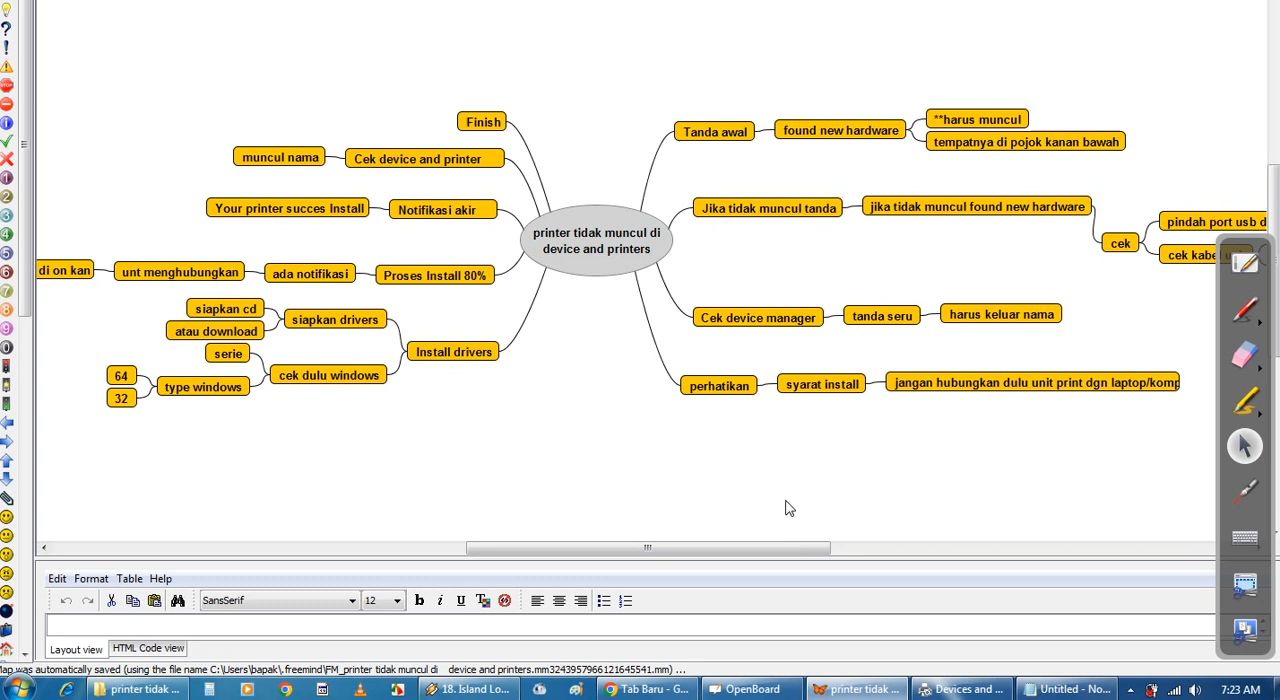 Finish
Tanda awal
found new hardware
**harus muncul
tempatnya di pojok kanan bawah
muncul nama
Cek device and printer
Your printer succes Install
Notifikasi akir
printer tidak muncul di
device and printers
Jika tidak muncul tanda
jika tidak muncul found new hardware
cek
pindah port usb d
cek kabel
di on kan
unt menghubungkan
ada notifikasi
Proses Install 80%
siapkan cd
atau download
siapkan drivers
serie
64
32
type windows
cek dulu windows
Install drivers
Cek device manager
tanda seru
harus keluar nama
perhatikan
syarat install
jangan hubungkan dulu unit print dgn laptop/komp
Edit Format Table Help
SansSerif 12 b i u
Layout view HTML Code view
Map was automatically saved (using the file name C:\Users\bapak\.freemind\FM_printer tidak muncul di device and printers.mm3243957966121645541.mm) ...
printer tidak ... 18. Island Lo... Tab Baru - G... OpenBoard printer tidak ... Devices and ... Untitled - No... 7:23 AM